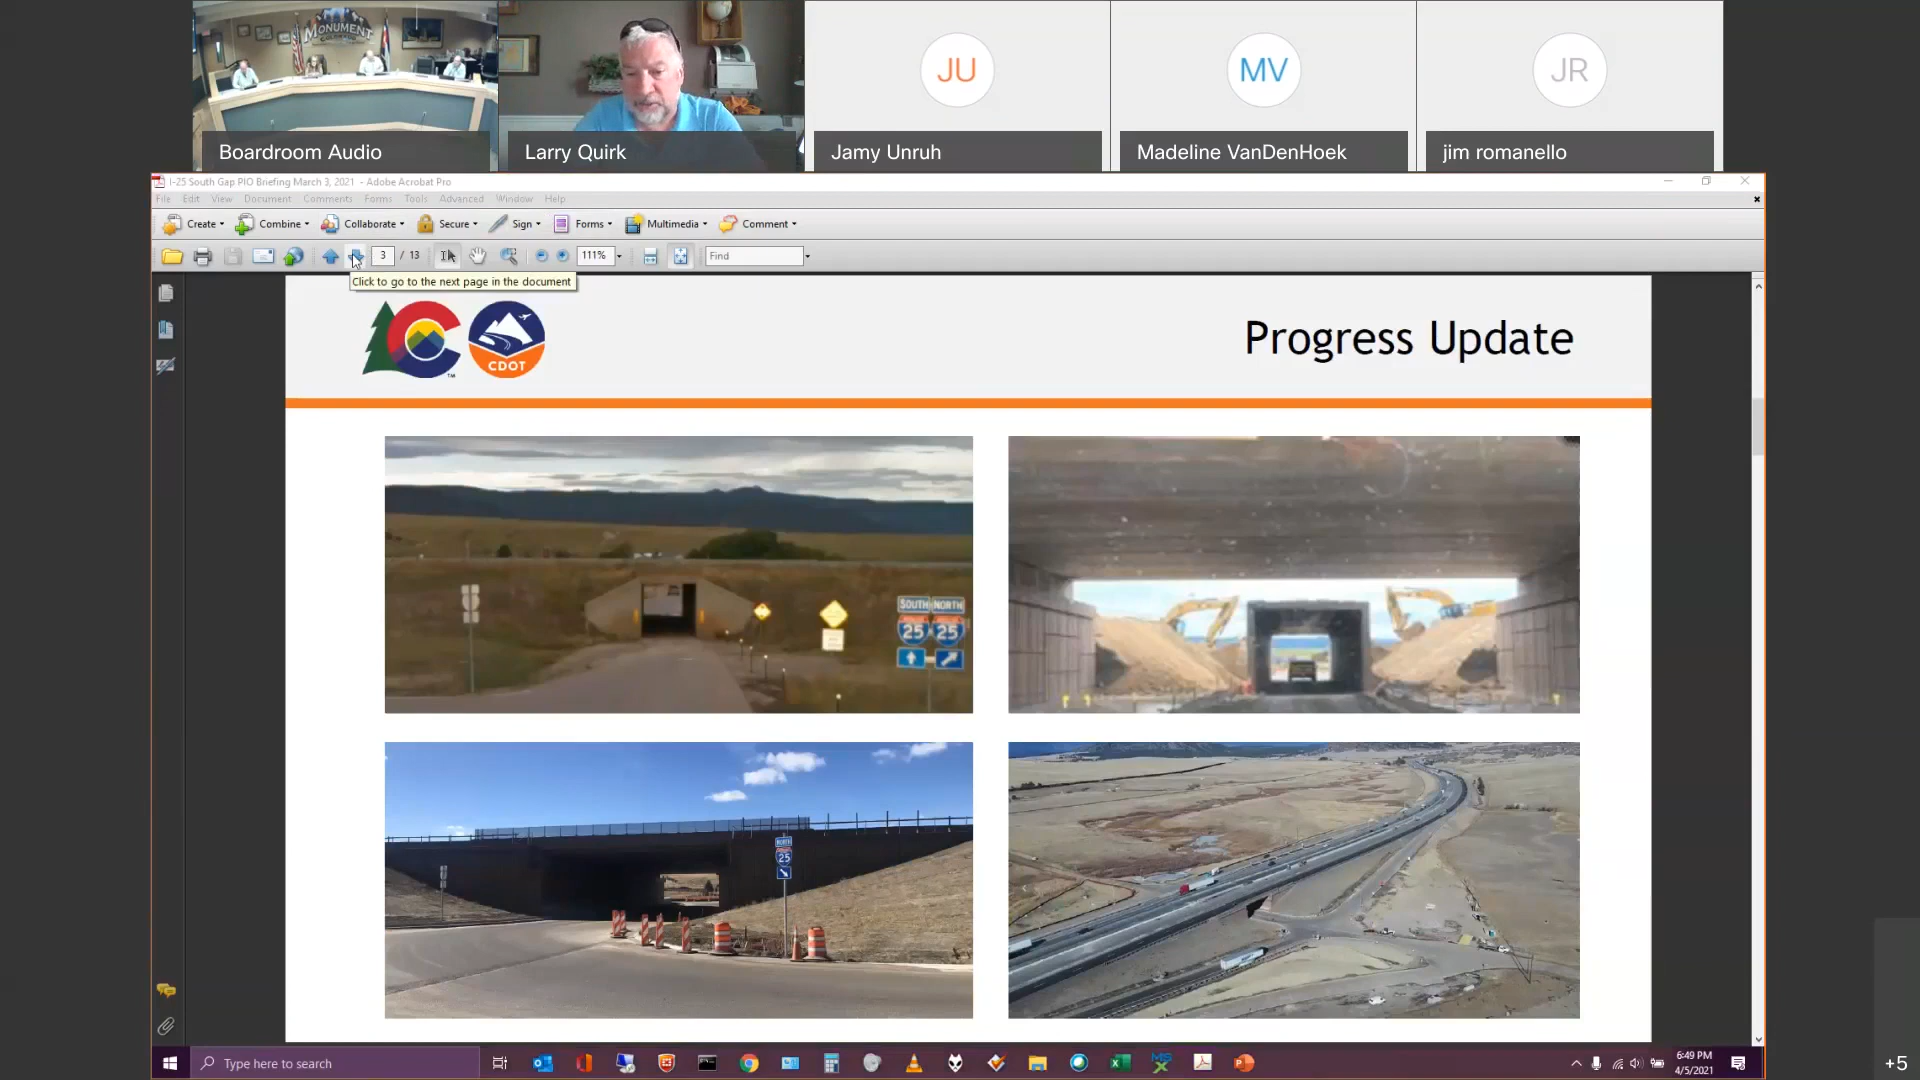 MONUMENT
Boardroom Audio
Larry Quirk
JU
Jamy Unruh
MV
Madeline VanDenHoek
JR
jim romanello
I-25 South Gap PIO Briefing March 3, 2021 - Adobe Acrobat Pro
File Edit View Document Comments Forms Tools Advanced Window Help
Create Combine Collaborate Secure Sign Forms Multimedia Comment
3 / 13 111% Find
Click to go to the next page in the document
C TM
CDOT
Progress Update
SOUTH NORTH
25 25
NORTH
25
Type here to search
6:49 PM
4/5/2021
+5